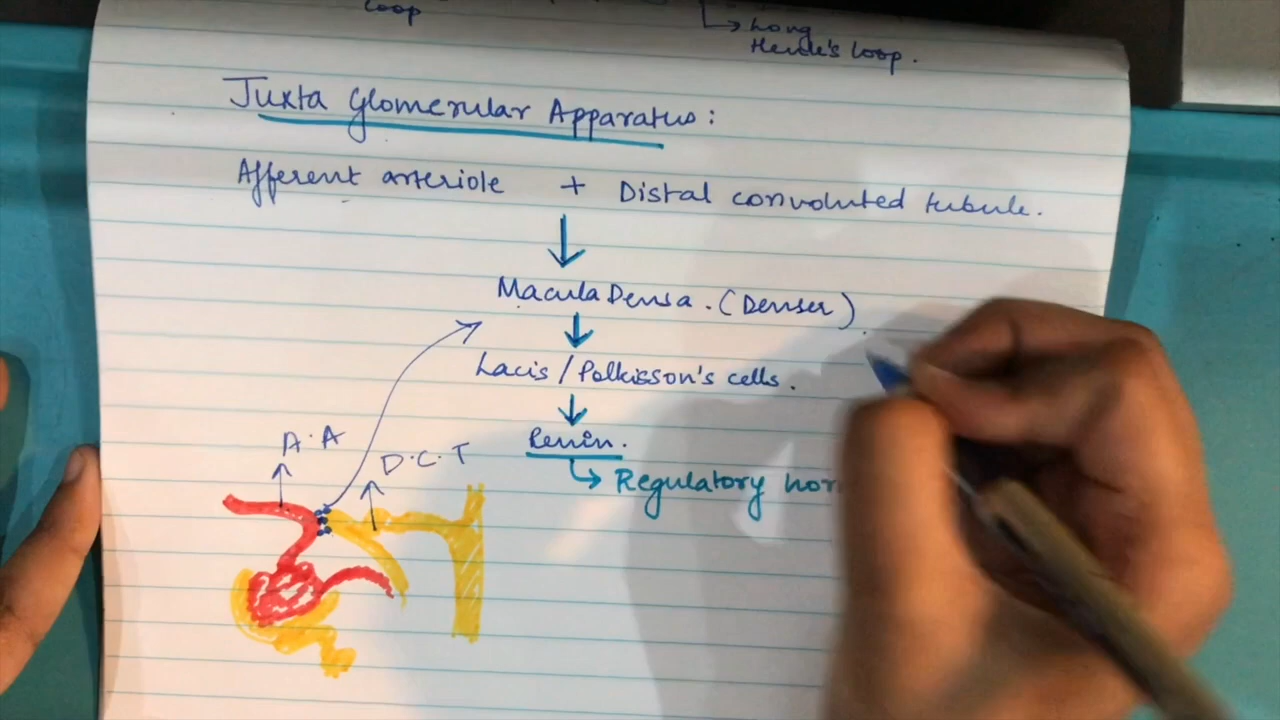 loop
↳ Long
Henle's loop.
Juxta Glomerular Apparatus:
Afferent arteriole + Distal convoluted tubule.
Macula Densa. (Denser)
Lacis / Polkisson's cells.
Renin.
↳ Regulatory hor
A.A
D.C.T